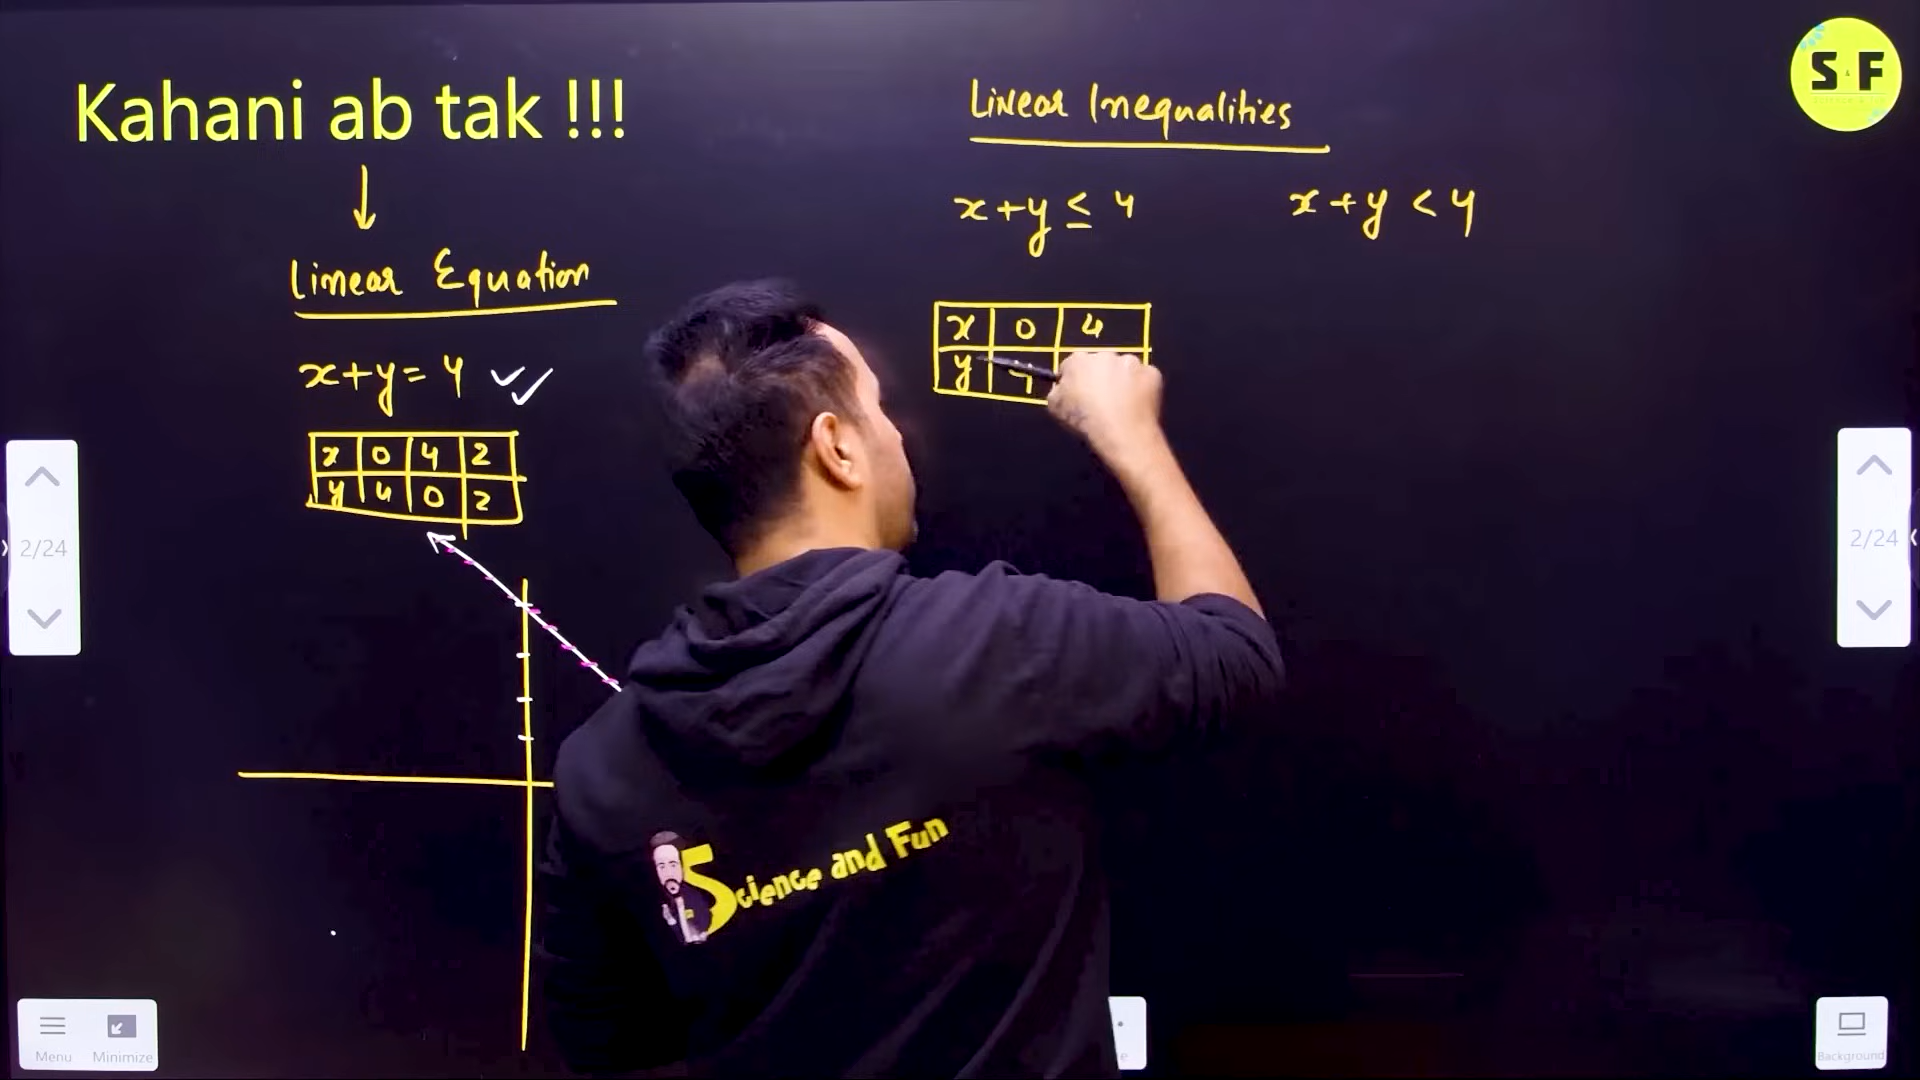 Kahani ab tak !!!
Linear Equation
x+y=4
x 0 4 2
y 4 0 2
Linear Inequalities
x+y ≤ 4
x+y < 4
x 0 4
y 4
S&F
2/24
2/24
Science and Fun
Menu
Minimize
Background